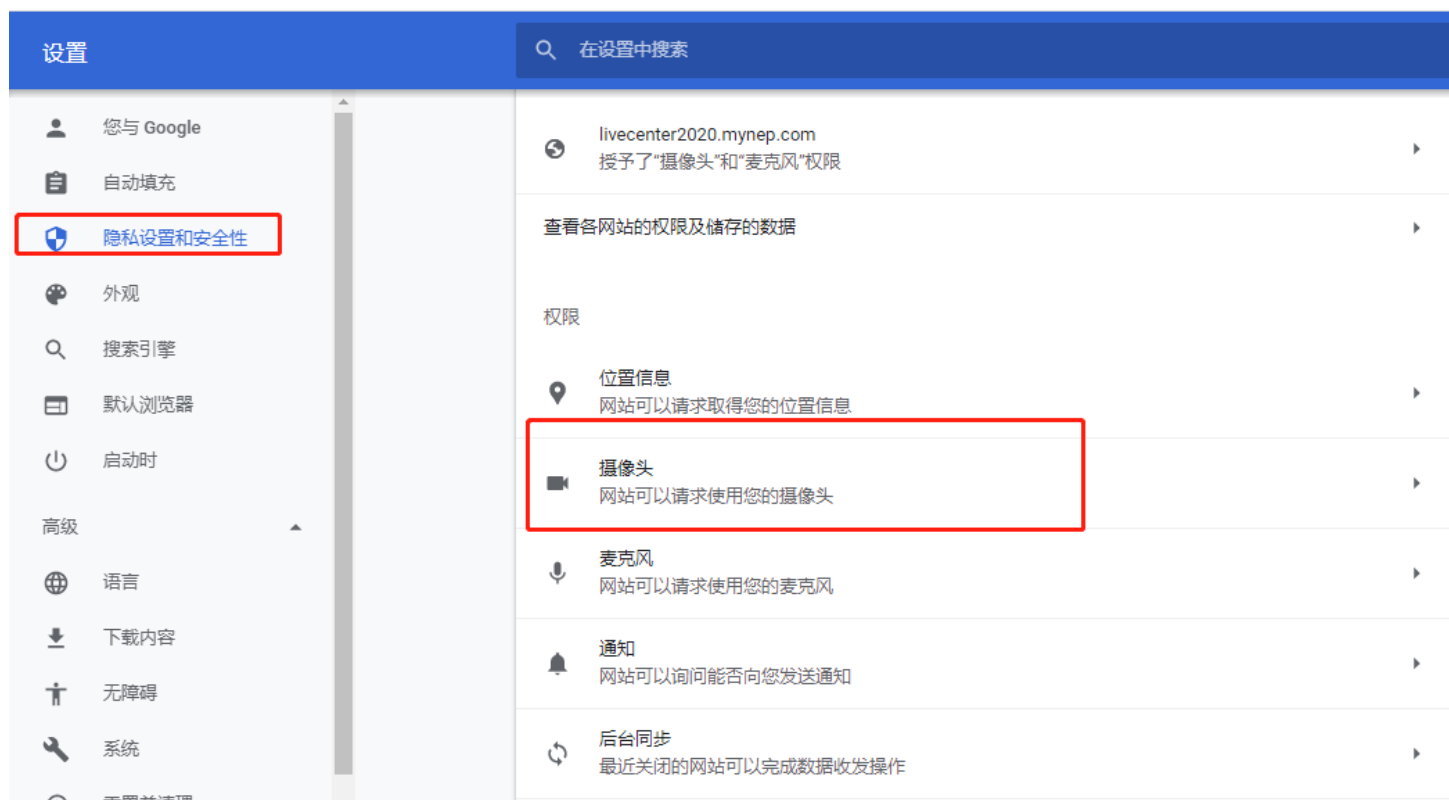 设置
在设置中搜索
您与 Google
自动填充
隐私设置和安全性
外观
搜索引擎
默认浏览器
启动时
高级
语言
下载内容
无障碍
系统
livecenter2020.mynep.com
授予了“摄像头”和“麦克风”权限
查看各网站的权限及储存的数据
权限
位置信息
网站可以请求取得您的位置信息
摄像头
网站可以请求使用您的摄像头
麦克风
网站可以请求使用您的麦克风
通知
网站可以询问能否向您发送通知
后台同步
最近关闭的网站可以完成数据收发操作